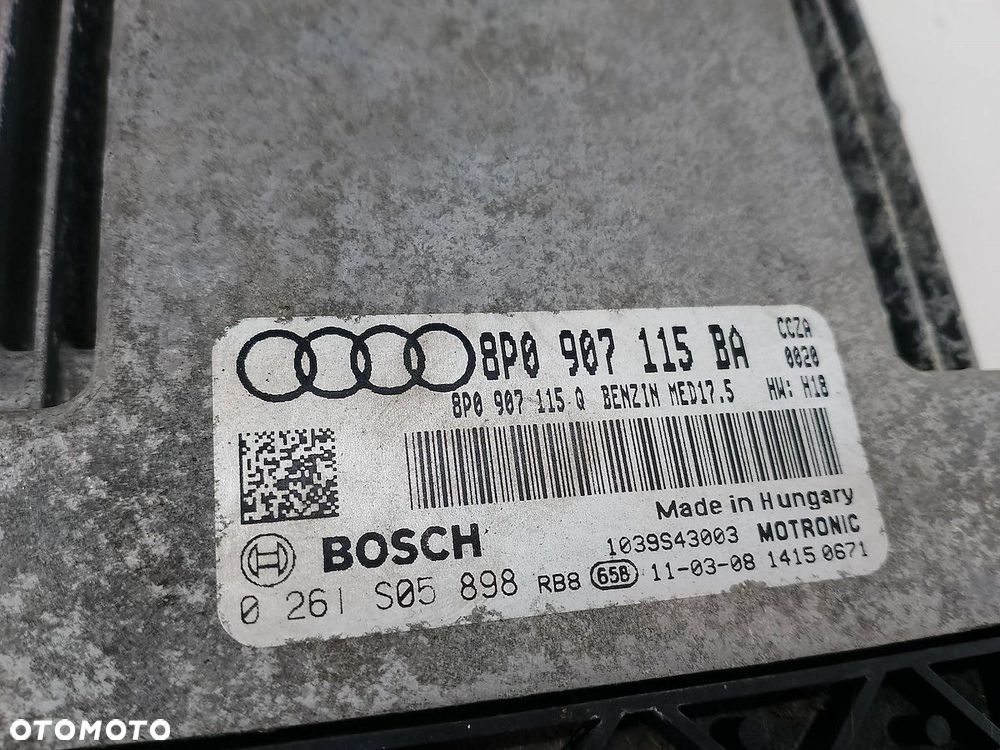 8P0 907 115 BA
CCZA
0020
8P0 907 115 Q BENZIN MED17.5 HW: H18
Made in Hungary
BOSCH
1039S43003 MOTRONIC
0 261 S05 898 RB8 658 11-03-08 1415 0671
OTOMOTO